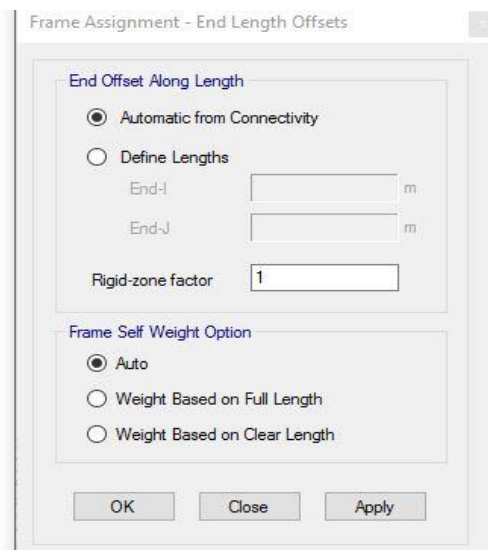 Frame Assignment - End Length Offsets
End Offset Along Length
Automatic from Connectivity
Define Lengths
End-I m
End-J m
Rigid-zone factor 1
Frame Self Weight Option
Auto
Weight Based on Full Length
Weight Based on Clear Length
OK Close Apply